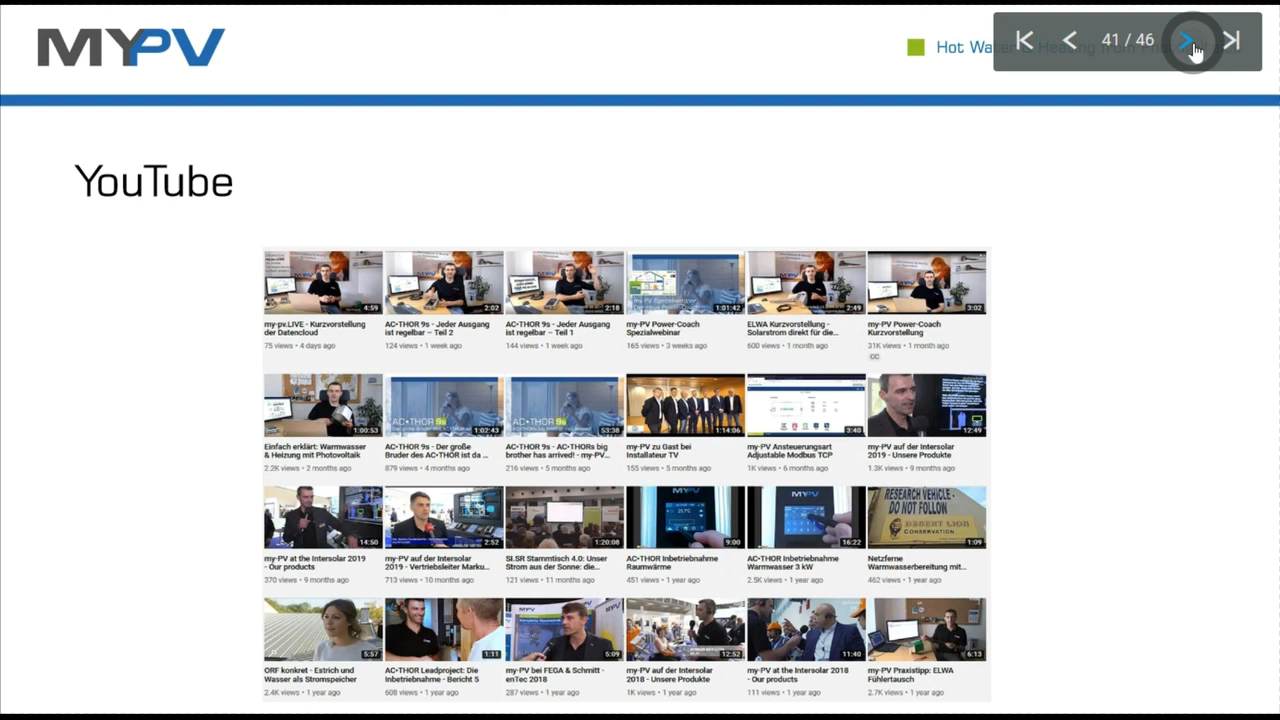 MYPV
Hot Water & Heating from
41 / 46
YouTube
4:59
2:02
2:18
1:01:42
2:49
3:02
my-pv.LIVE - Kurzvorstellung
der Datencloud
75 views • 4 days ago
AC•THOR 9s - Jeder Ausgang
ist regelbar – Teil 2
124 views • 1 week ago
AC•THOR 9s - Jeder Ausgang
ist regelbar – Teil 1
144 views • 1 week ago
my-PV Power-Coach
Spezialwebinar
165 views • 3 weeks ago
ELWA Kurzvorstellung -
Solarstrom direkt für die...
600 views • 1 month ago
my-PV Power-Coach
Kurzvorstellung
31K views • 1 month ago
CC
1:00:53
AC•THOR 9s
1:02:43
AC•THOR 9s
53:38
1:14:06
3:40
12:49
Einfach erklärt: Warmwasser
& Heizung mit Photovoltaik
2.2K views • 2 months ago
AC•THOR 9s - Der große
Bruder des AC•THOR ist da ...
879 views • 4 months ago
AC•THOR 9s - AC•THORs big
brother has arrived! - my-PV...
216 views • 5 months ago
my-PV zu Gast bei
Installateur TV
155 views • 5 months ago
my-PV Ansteuerungsart
Adjustable Modbus TCP
1K views • 6 months ago
my-PV auf der Intersolar
2019 - Unsere Produkte
1.3K views • 9 months ago
14:50
2:52
1:20:08
MYPV
9:00
MYPV
16:22
RESEARCH VEHICLE -
DO NOT FOLLOW
DESERT LION
CONSERVATION
1:09
my-PV at the Intersolar 2019
- Our products
370 views • 9 months ago
my-PV auf der Intersolar
2019 - Vertriebsleiter Marku...
713 views • 10 months ago
SI.SR Stammtisch 4.0: Unser
Strom aus der Sonne: die...
121 views • 11 months ago
AC•THOR Inbetriebnahme
Raumwärme
451 views • 1 year ago
AC•THOR Inbetriebnahme
Warmwasser 3 kW
2.5K views • 1 year ago
Netzferne
Warmwasserbereitung mit...
462 views • 1 year ago
5:57
1:11
MYPV
5:09
12:52
11:40
6:13
ORF konkret - Estrich und
Wasser als Stromspeicher
2.4K views • 1 year ago
AC•THOR Leadproject: Die
Inbetriebnahme - Bericht 5
608 views • 1 year ago
my-PV bei FEGA & Schmitt -
enTec 2018
287 views • 1 year ago
my-PV auf der Intersolar
2018 - Unsere Produkte
1K views • 1 year ago
my-PV at the Intersolar 2018
- Our products
111 views • 1 year ago
my-PV Praxistipp: ELWA
Fühlertausch
2.7K views • 1 year ago